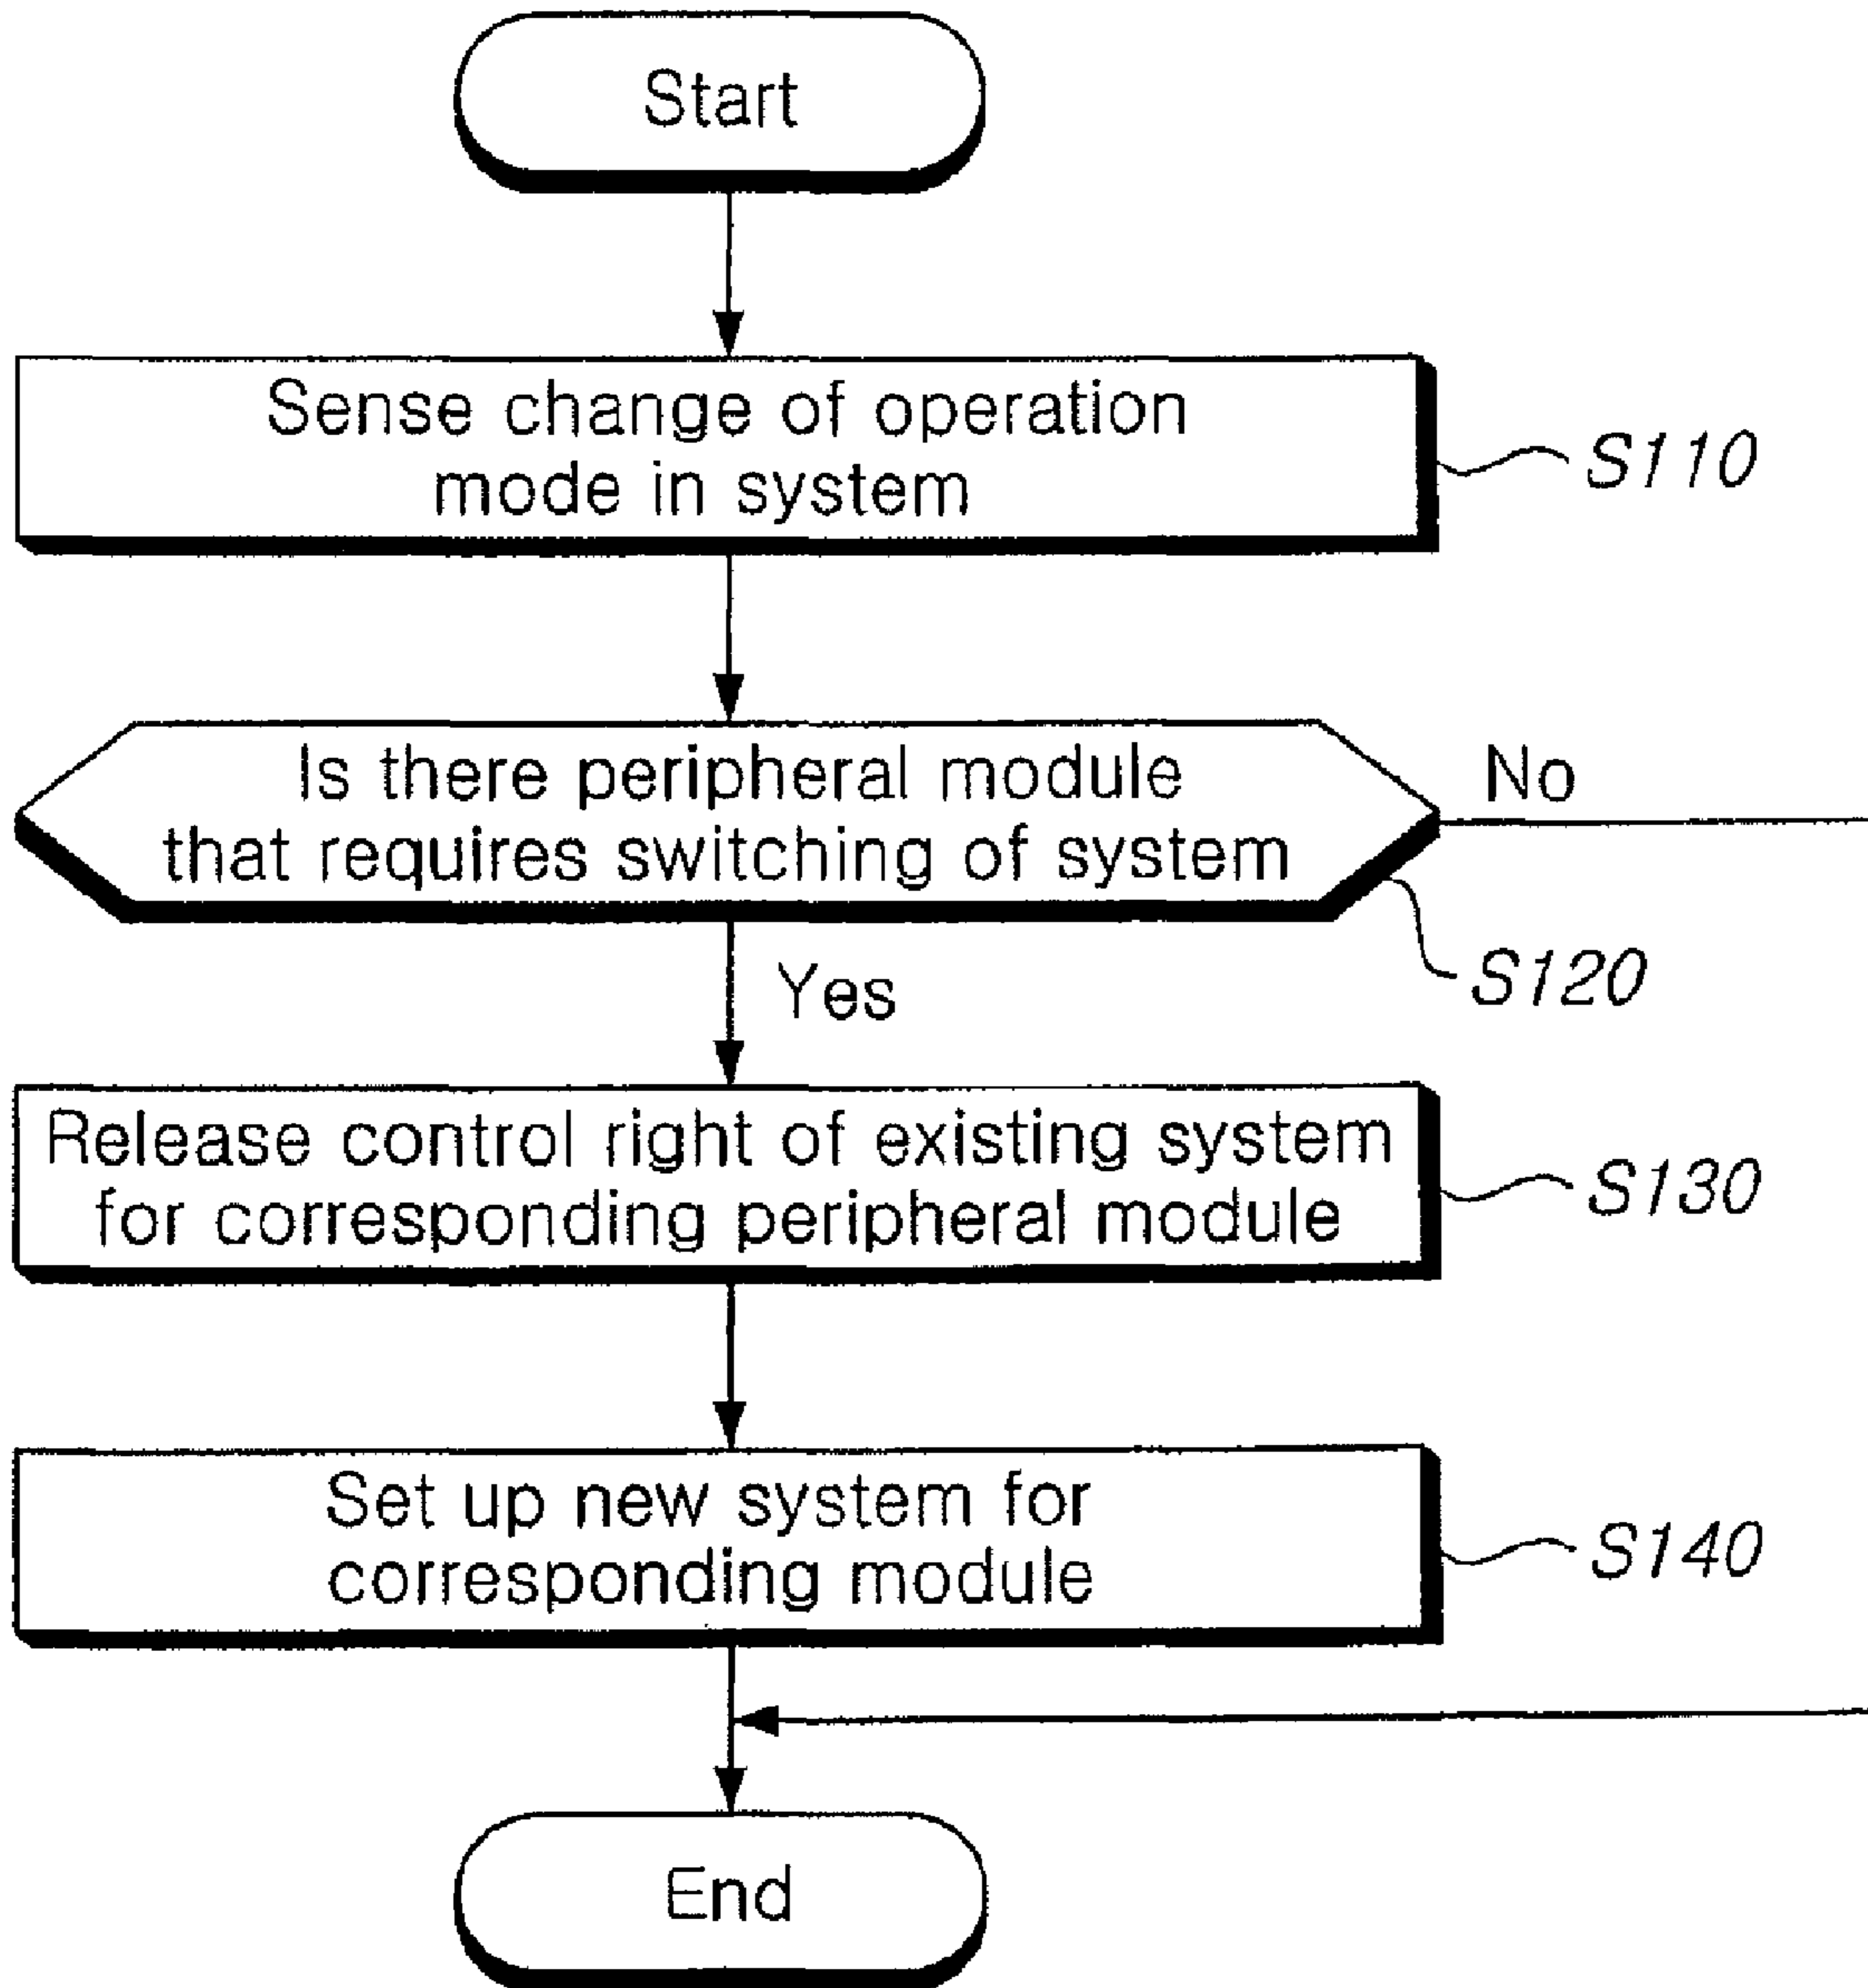 Start
Sense change of operation
mode in system
S110
Is there peripheral module
that requires switching of system
No
S120
Yes
Release control right of existing system
for corresponding peripheral module
S130
Set up new system for
corresponding module
S140
End